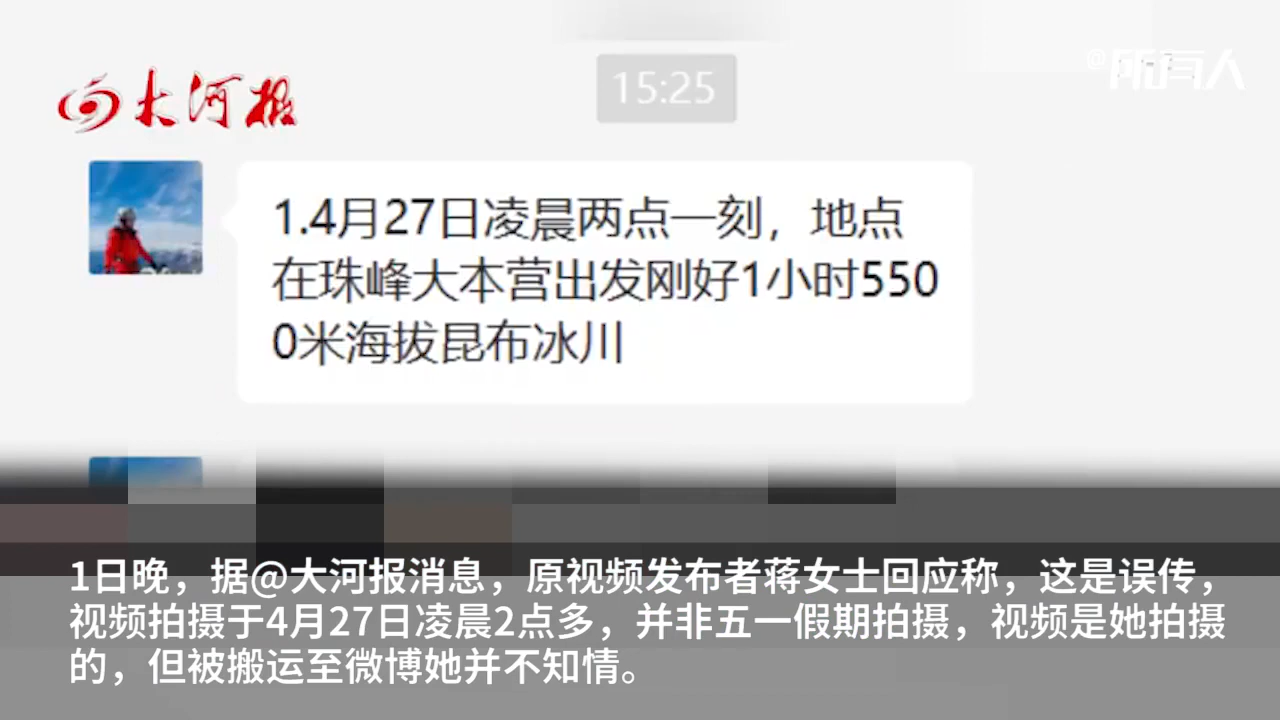 大河报
@所有人
15:25
1.4月27日凌晨两点一刻，地点
在珠峰大本营出发刚好1小时550
0米海拔昆布冰川
1日晚，据@大河报消息，原视频发布者蒋女士回应称，这是误传，
视频拍摄于4月27日凌晨2点多，并非五一假期拍摄，视频是她拍摄
的，但被搬运至微博她并不知情。